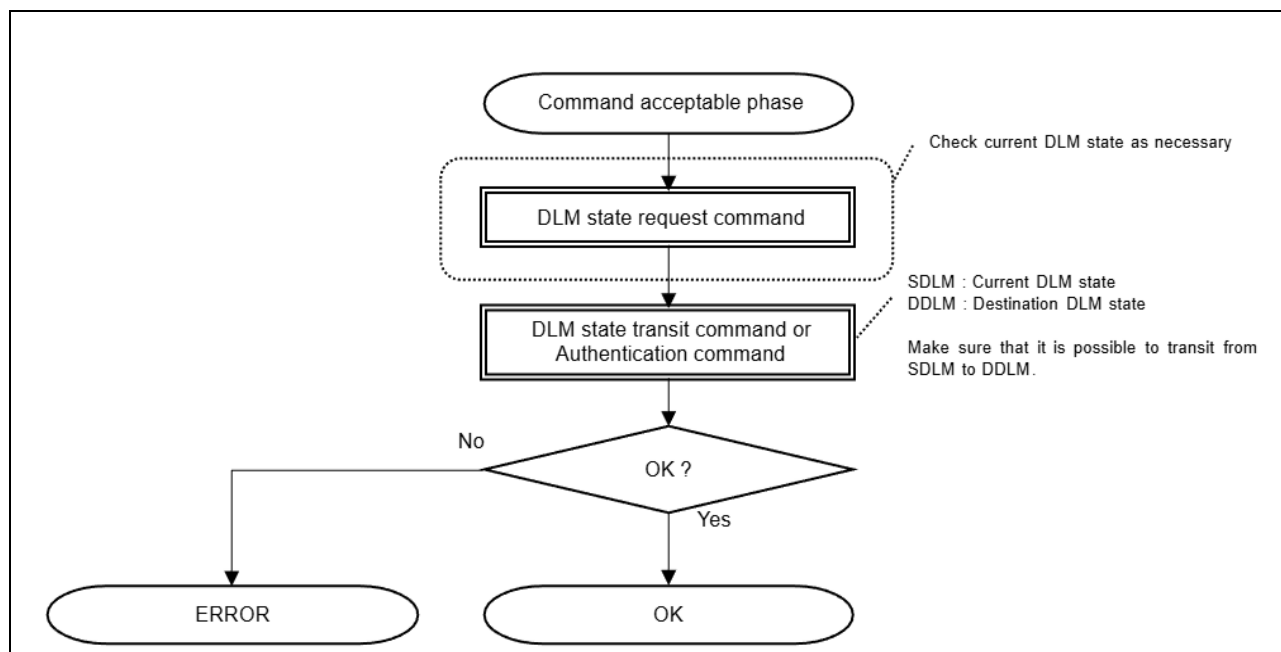 Command acceptable phase
Check current DLM state as necessary
DLM state request command
SDLM : Current DLM state
DDLM : Destination DLM state
DLM state transit command or
Authentication command
Make sure that it is possible to transit from
SDLM to DDLM.
No
OK ?
Yes
ERROR
OK